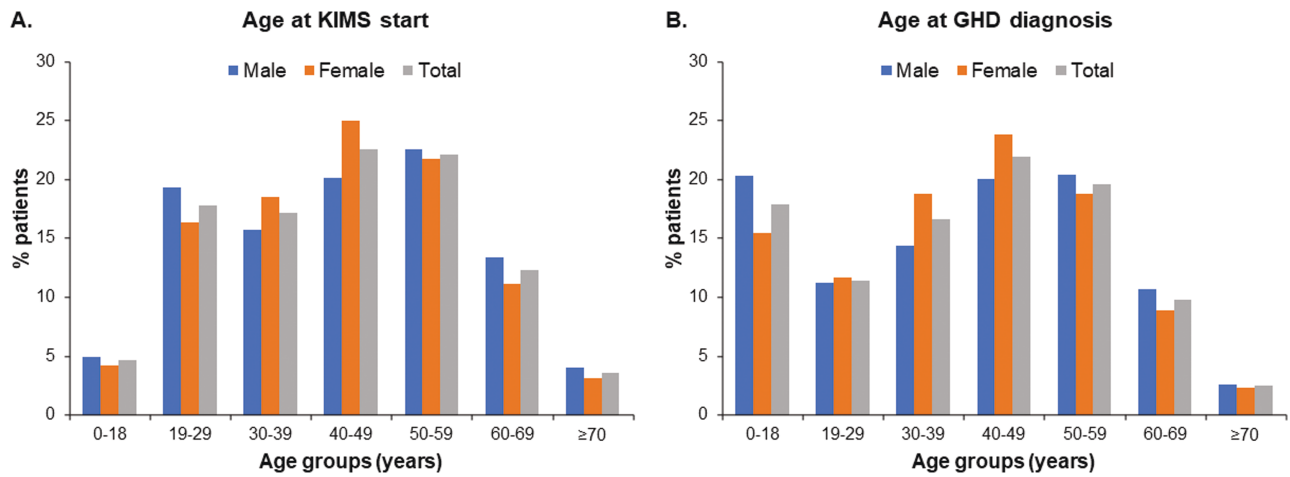 A. Age at KIMS start
30
25
20
15
10
5
0
% patients
Male Female Total
0-18 19-29 30-39 40-49 50-59 60-69 ≥70
Age groups (years)
B. Age at GHD diagnosis
30
25
20
15
10
5
0
% patients
Male Female Total
0-18 19-29 30-39 40-49 50-59 60-69 ≥70
Age groups (years)